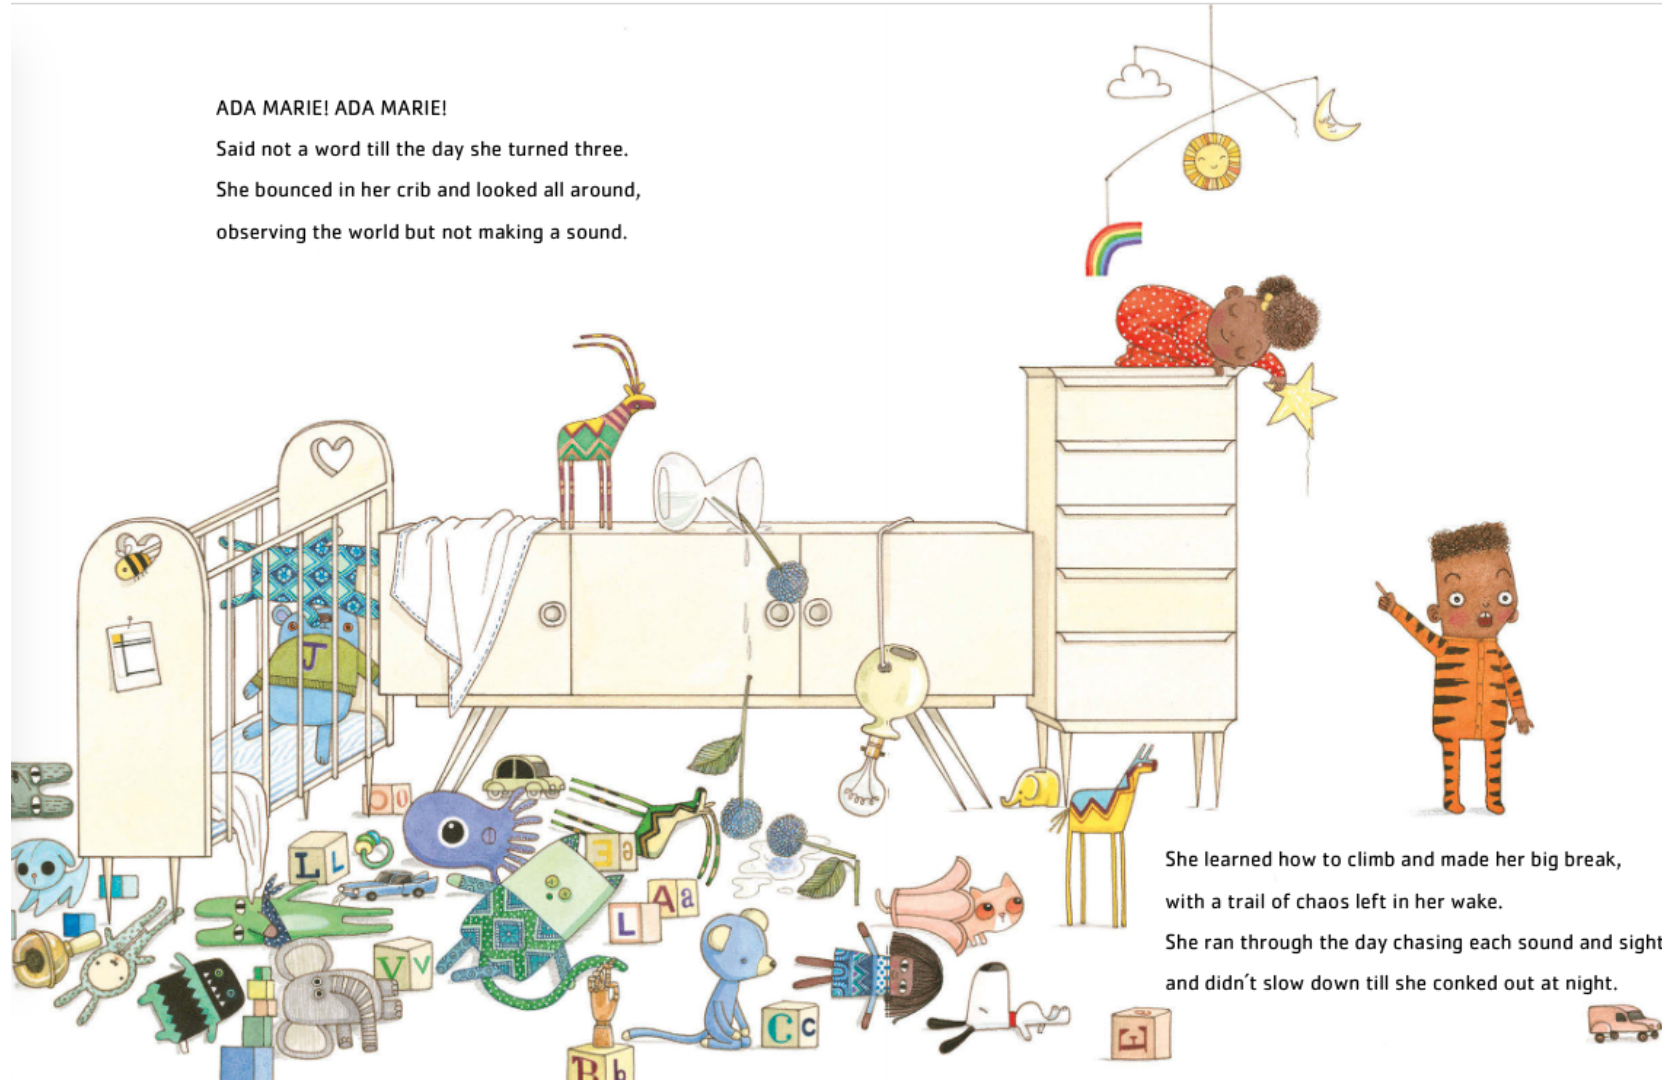 ADA MARIE! ADA MARIE!
Said not a word till the day she turned three.
She bounced in her crib and looked all around,
observing the world but not making a sound.
J
L L
E e
A a
L
V V
C c
B b
E
She learned how to climb and made her big break,
with a trail of chaos left in her wake.
She ran through the day chasing each sound and sight
and didn´t slow down till she conked out at night.